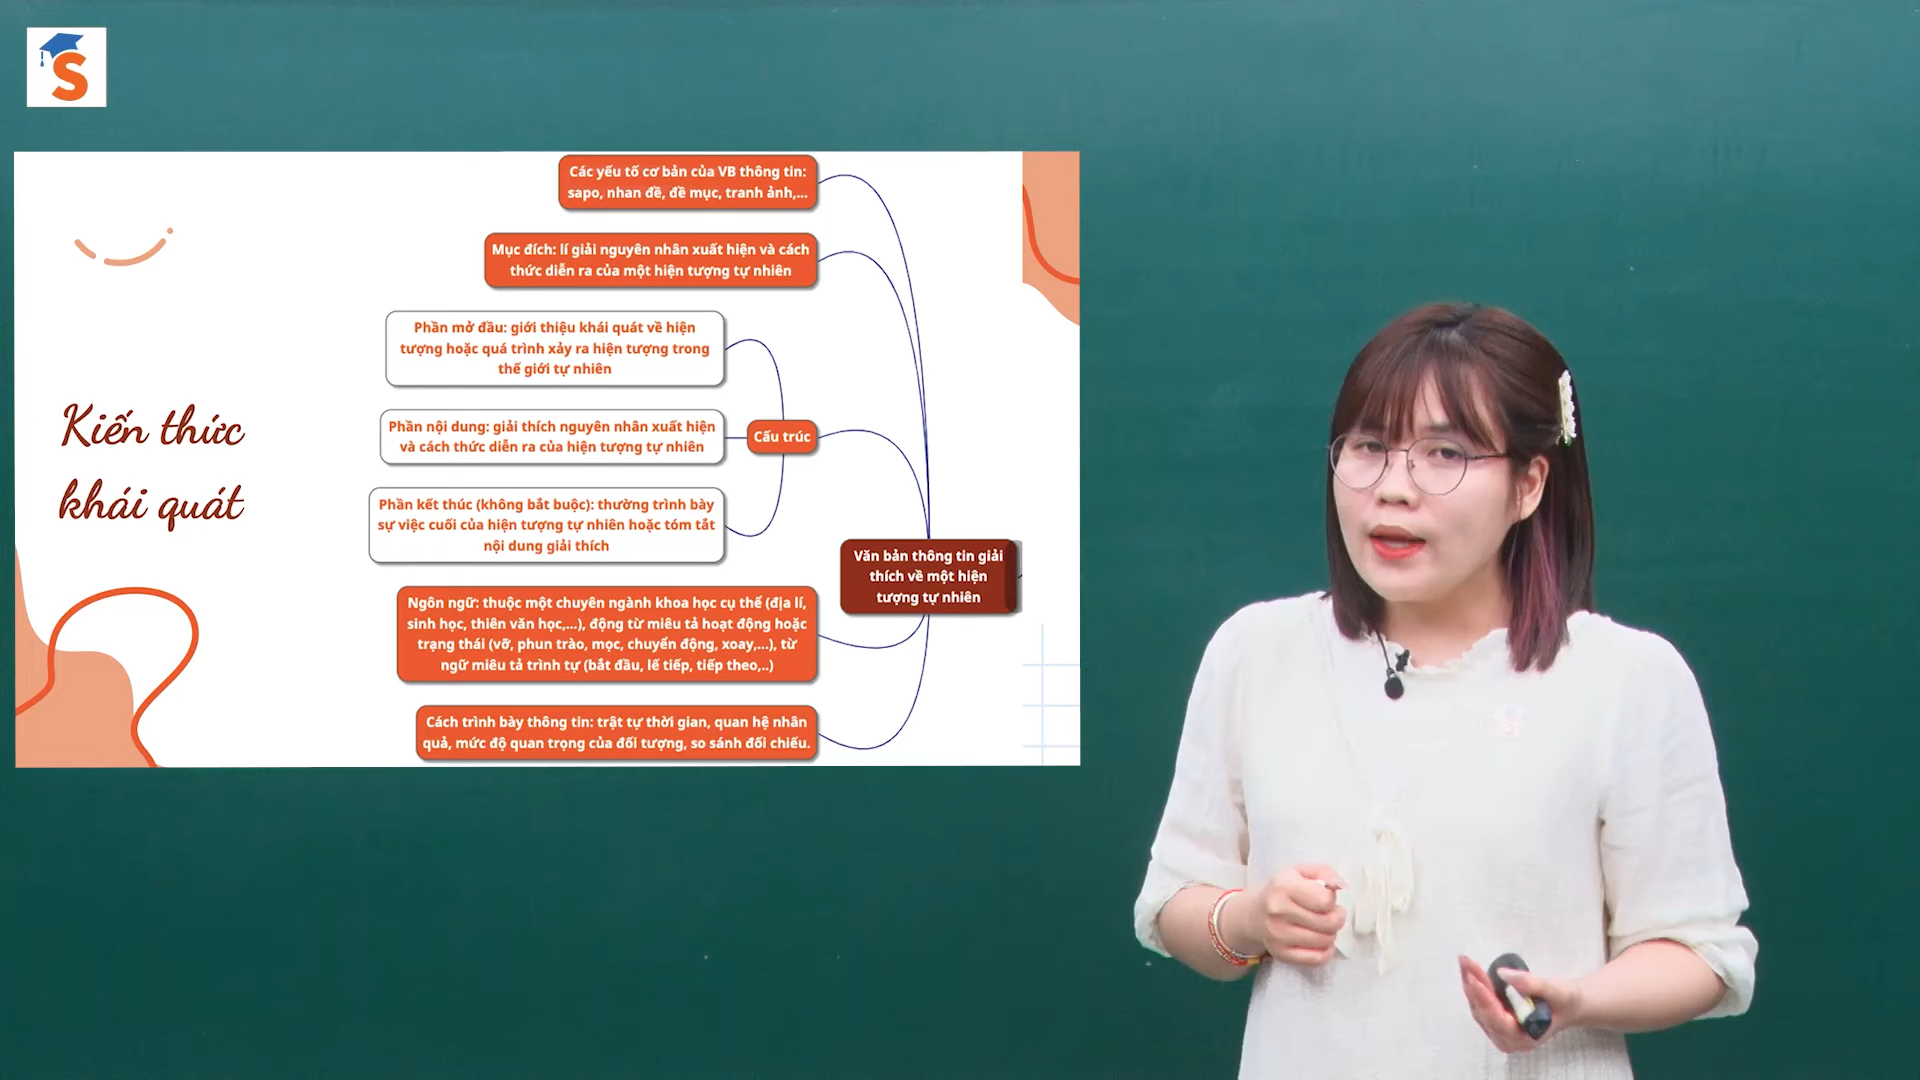 S
Kiến thức
khái quát
Các yếu tố cơ bản của VB thông tin:
sapo, nhan đề, đề mục, tranh ảnh,...
Mục đích: lí giải nguyên nhân xuất hiện và cách
thức diễn ra của một hiện tượng tự nhiên
Phần mở đầu: giới thiệu khái quát về hiện
tượng hoặc quá trình xảy ra hiện tượng trong
thế giới tự nhiên
Phần nội dung: giải thích nguyên nhân xuất hiện
và cách thức diễn ra của hiện tượng tự nhiên
Cấu trúc
Phần kết thúc (không bắt buộc): thường trình bày
sự việc cuối của hiện tượng tự nhiên hoặc tóm tắt
nội dung giải thích
Văn bản thông tin giải
thích về một hiện
tượng tự nhiên
Ngôn ngữ: thuộc một chuyên ngành khoa học cụ thể (địa lí,
sinh học, thiên văn học,...), động từ miêu tả hoạt động hoặc
trạng thái (vỡ, phun trào, mọc, chuyển động, xoay,...), từ
ngữ miêu tả trình tự (bắt đầu, lế tiếp, tiếp theo,..)
Cách trình bày thông tin: trật tự thời gian, quan hệ nhân
quả, mức độ quan trọng của đối tượng, so sánh đối chiếu.